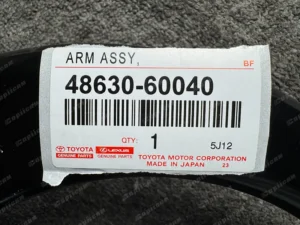 ARM ASSY,
BF
48630-60040
QTY: 1
5J12
TOYOTA LEXUS
GENUINE PARTS GENUINE PARTS
TOYOTA MOTOR CORPORATION
MADE IN JAPAN 23